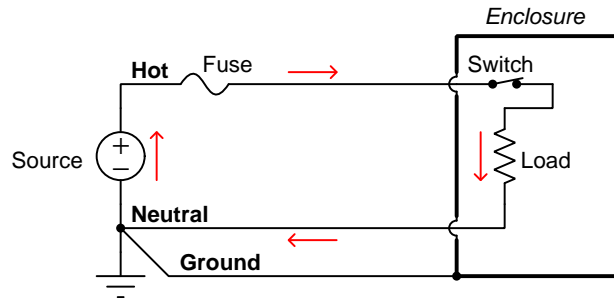 Enclosure
Hot
Fuse
Switch
+
−
Source
Load
Neutral
Ground